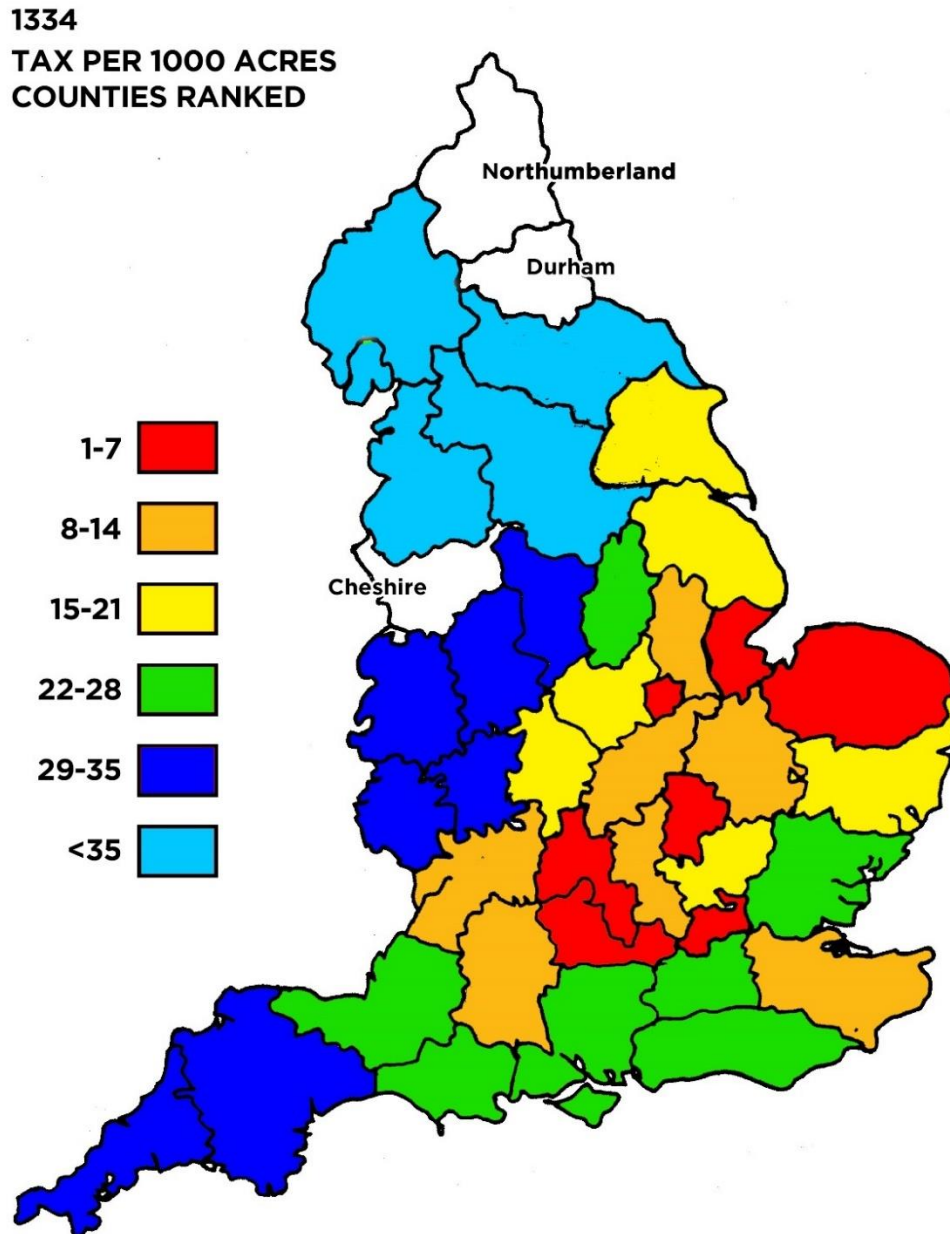 1334
TAX PER 1000 ACRES
COUNTIES RANKED
Northumberland
Durham
1-7
8-14
Cheshire
15-21
22-28
29-35
<35